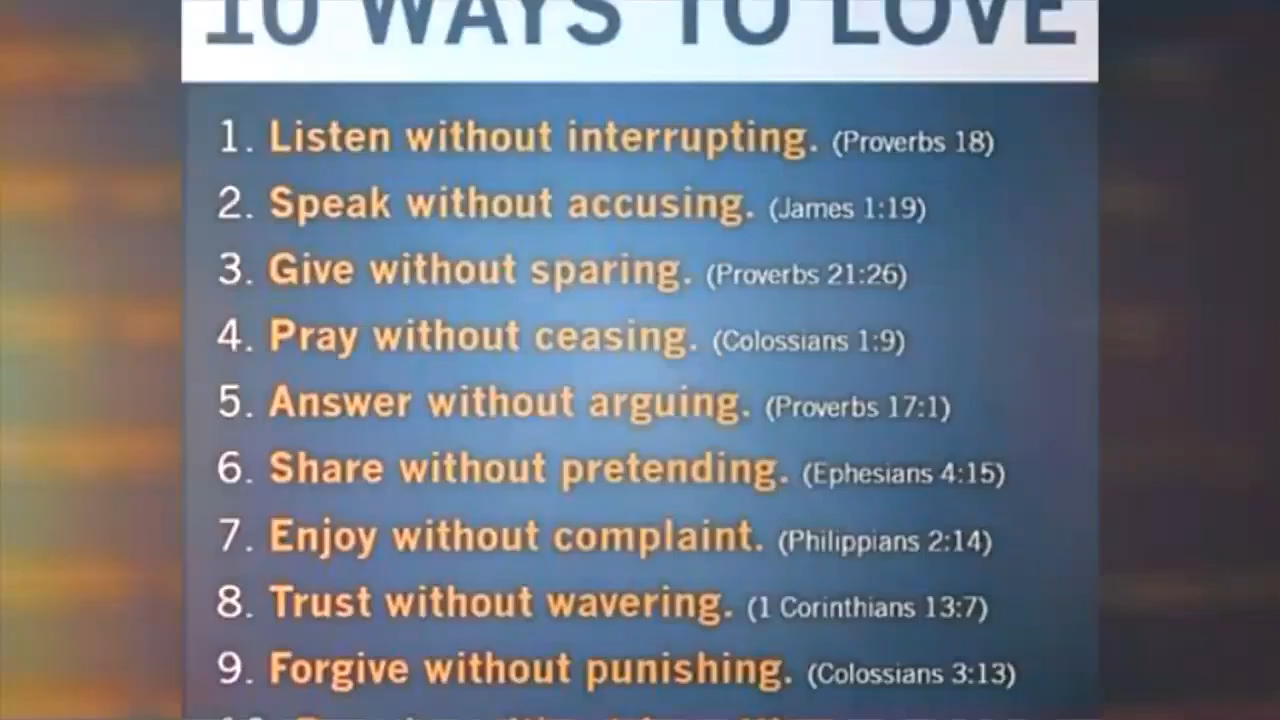 10 WAYS TO LOVE
1. Listen without interrupting. (Proverbs 18)
2. Speak without accusing. (James 1:19)
3. Give without sparing. (Proverbs 21:26)
4. Pray without ceasing. (Colossians 1:9)
5. Answer without arguing. (Proverbs 17:1)
6. Share without pretending. (Ephesians 4:15)
7. Enjoy without complaint. (Philippians 2:14)
8. Trust without wavering. (1 Corinthians 13:7)
9. Forgive without punishing. (Colossians 3:13)